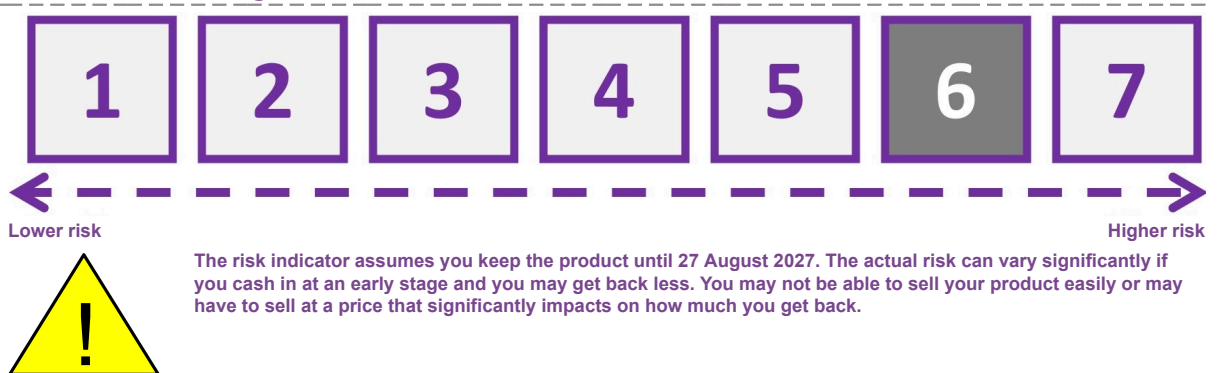 1 2 3 4 5 6 7
Lower risk Higher risk
The risk indicator assumes you keep the product until 27 August 2027. The actual risk can vary significantly if
you cash in at an early stage and you may get back less. You may not be able to sell your product easily or may
have to sell at a price that significantly impacts on how much you get back.
!